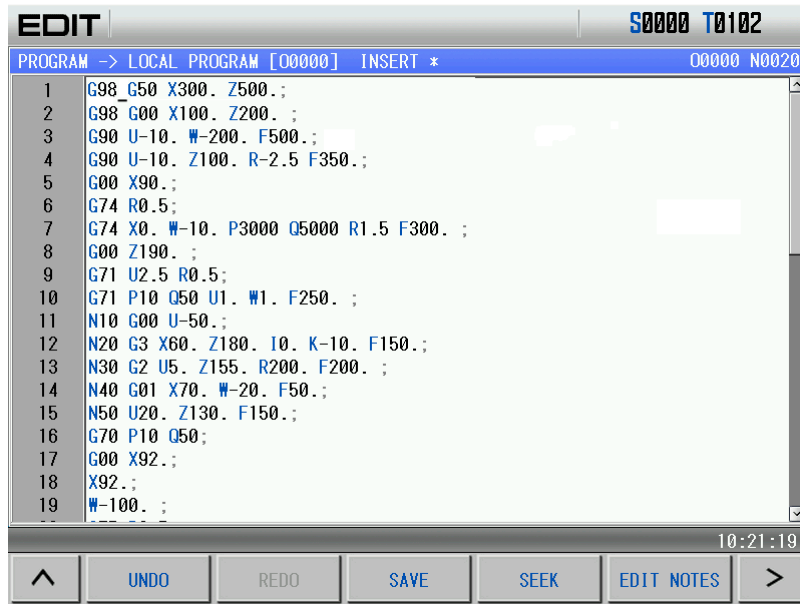 EDIT S0000 T0102
PROGRAM -> LOCAL PROGRAM [O0000] INSERT * O0000 N0020
1 G98_G50 X300. Z500.;
2 G98 G00 X100. Z200. ;
3 G90 U-10. W-200. F500.;
4 G90 U-10. Z100. R-2.5 F350.;
5 G00 X90.;
6 G74 R0.5;
7 G74 X0. W-10. P3000 Q5000 R1.5 F300. ;
8 G00 Z190. ;
9 G71 U2.5 R0.5;
10 G71 P10 Q50 U1. W1. F250. ;
11 N10 G00 U-50.;
12 N20 G3 X60. Z180. I0. K-10. F150.;
13 N30 G2 U5. Z155. R200. F200. ;
14 N40 G01 X70. W-20. F50.;
15 N50 U20. Z130. F150.;
16 G70 P10 Q50;
17 G00 X92.;
18 X92.;
19 W-100. ;
10:21:19
UNDO REDO SAVE SEEK EDIT NOTES >